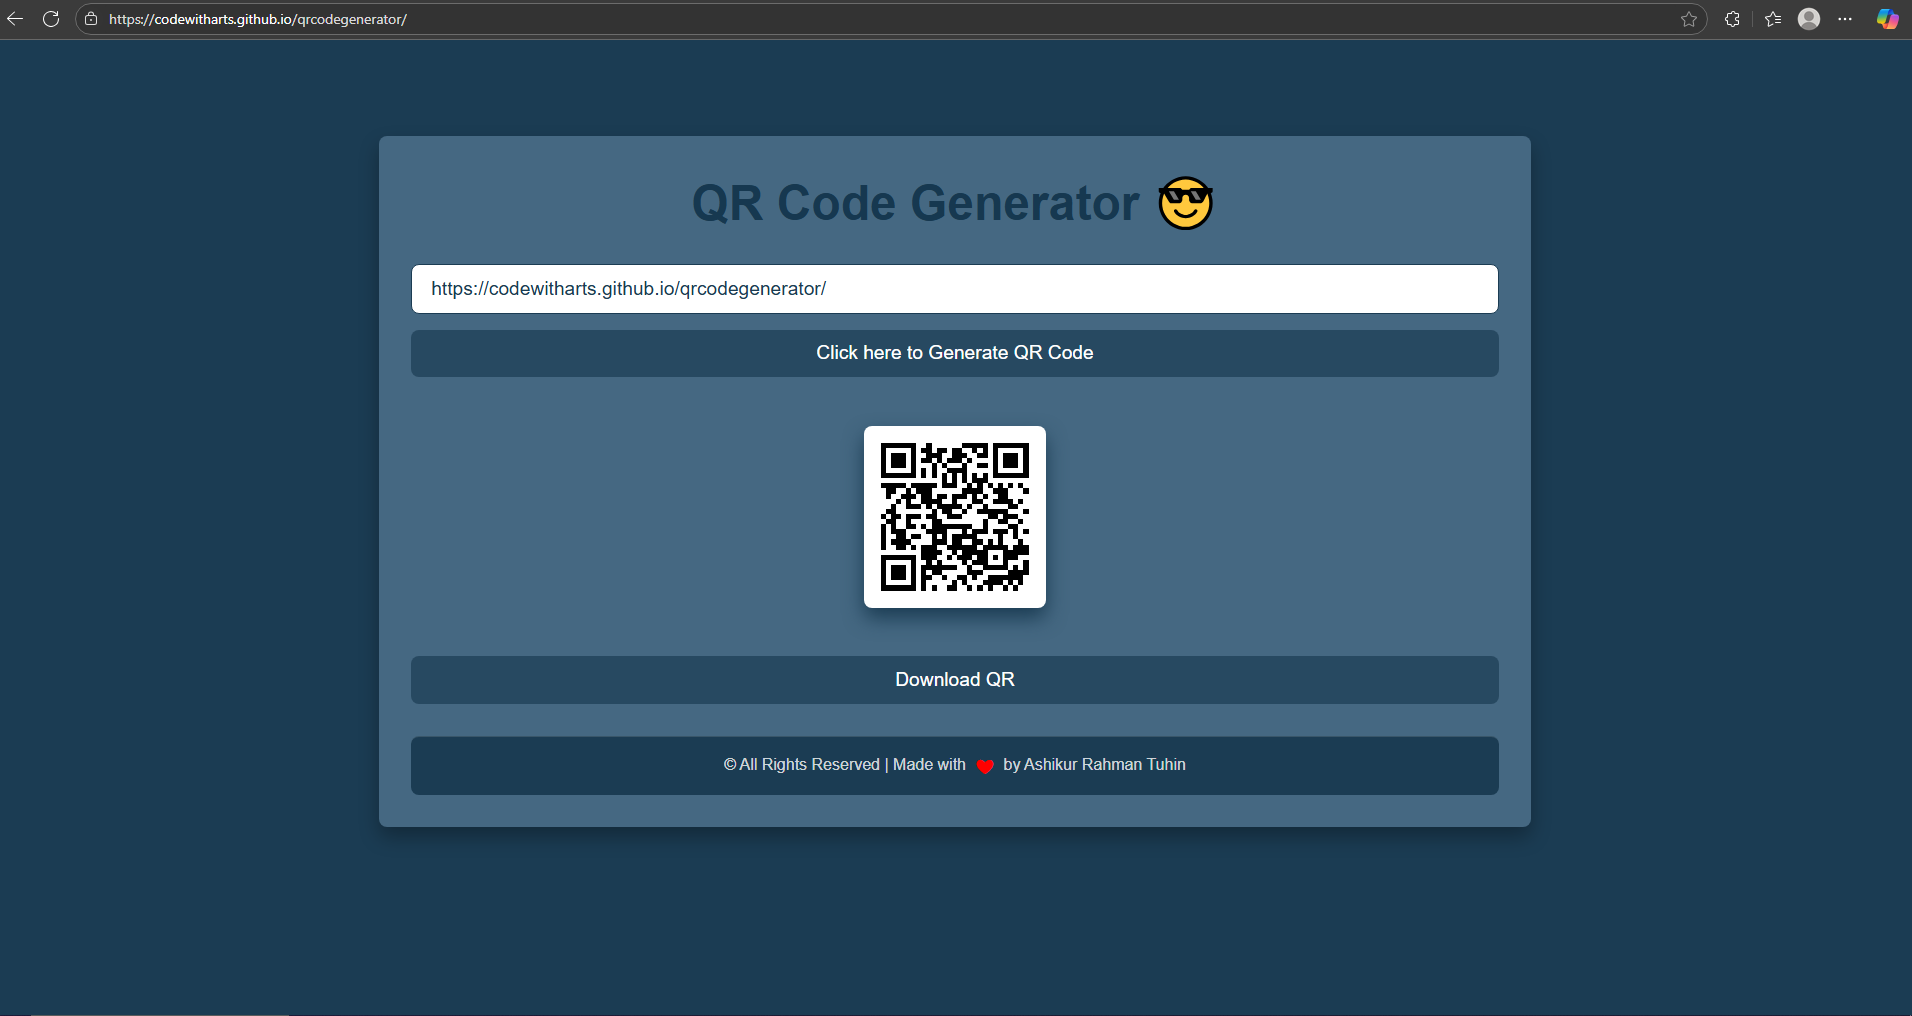 https://codewitharts.github.io/qrcodegenerator/
QR Code Generator 😎
https://codewitharts.github.io/qrcodegenerator/
Click here to Generate QR Code
Download QR
© All Rights Reserved | Made with ❤ by Ashikur Rahman Tuhin